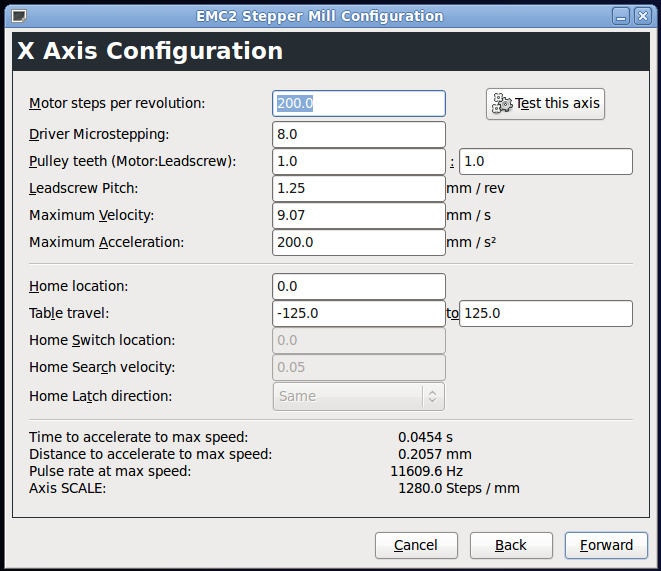 EMC2 Stepper Mill Configuration
X Axis Configuration
Motor steps per revolution: 200.0 Test this axis
Driver Microstepping: 8.0
Pulley teeth (Motor:Leadscrew): 1.0 : 1.0
Leadscrew Pitch: 1.25 mm / rev
Maximum Velocity: 9.07 mm / s
Maximum Acceleration: 200.0 mm / s²
Home location: 0.0
Table travel: -125.0 to 125.0
Home Switch location: 0.0
Home Search velocity: 0.05
Home Latch direction: Same
Time to accelerate to max speed: 0.0454 s
Distance to accelerate to max speed: 0.2057 mm
Pulse rate at max speed: 11609.6 Hz
Axis SCALE: 1280.0 Steps / mm
Cancel Back Forward